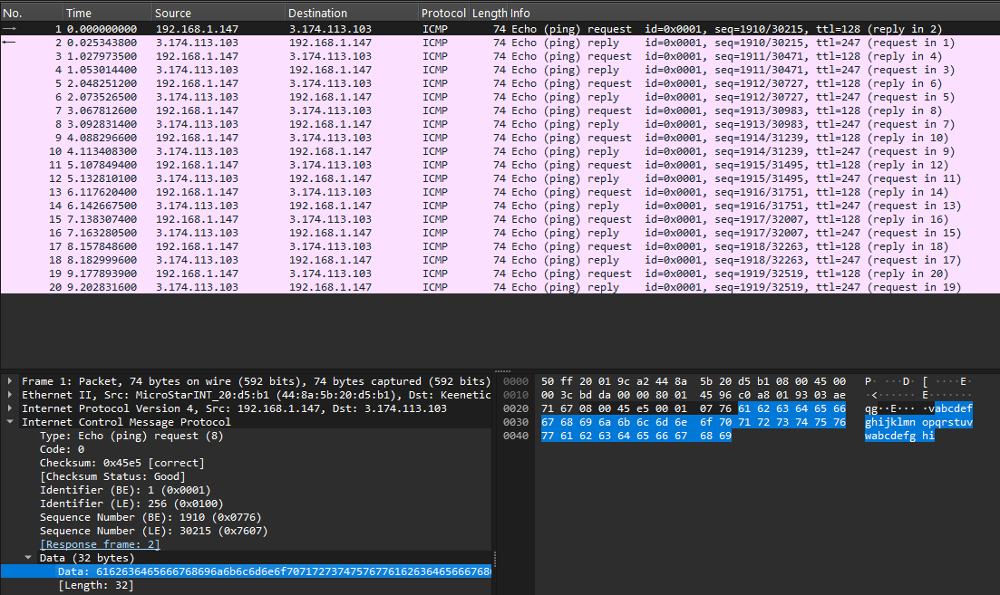 No. Time Source Destination Protocol Length Info
1 0.000000000 192.168.1.147 3.174.113.103 ICMP 74 Echo (ping) request id=0x0001, seq=1910/30215, ttl=128 (reply in 2)
2 0.025343800 3.174.113.103 192.168.1.147 ICMP 74 Echo (ping) reply id=0x0001, seq=1910/30215, ttl=247 (request in 1)
3 1.027973500 192.168.1.147 3.174.113.103 ICMP 74 Echo (ping) request id=0x0001, seq=1911/30471, ttl=128 (reply in 4)
4 1.053014400 3.174.113.103 192.168.1.147 ICMP 74 Echo (ping) reply id=0x0001, seq=1911/30471, ttl=247 (request in 3)
5 2.048251200 192.168.1.147 3.174.113.103 ICMP 74 Echo (ping) request id=0x0001, seq=1912/30727, ttl=128 (reply in 6)
6 2.073526500 3.174.113.103 192.168.1.147 ICMP 74 Echo (ping) reply id=0x0001, seq=1912/30727, ttl=247 (request in 5)
7 3.067812600 192.168.1.147 3.174.113.103 ICMP 74 Echo (ping) request id=0x0001, seq=1913/30983, ttl=128 (reply in 8)
8 3.092831400 3.174.113.103 192.168.1.147 ICMP 74 Echo (ping) reply id=0x0001, seq=1913/30983, ttl=247 (request in 7)
9 4.088296600 192.168.1.147 3.174.113.103 ICMP 74 Echo (ping) request id=0x0001, seq=1914/31239, ttl=128 (reply in 10)
10 4.113408300 3.174.113.103 192.168.1.147 ICMP 74 Echo (ping) reply id=0x0001, seq=1914/31239, ttl=247 (request in 9)
11 5.107849400 192.168.1.147 3.174.113.103 ICMP 74 Echo (ping) request id=0x0001, seq=1915/31495, ttl=128 (reply in 12)
12 5.132810100 3.174.113.103 192.168.1.147 ICMP 74 Echo (ping) reply id=0x0001, seq=1915/31495, ttl=247 (request in 11)
13 6.117620400 192.168.1.147 3.174.113.103 ICMP 74 Echo (ping) request id=0x0001, seq=1916/31751, ttl=128 (reply in 14)
14 6.142667500 3.174.113.103 192.168.1.147 ICMP 74 Echo (ping) reply id=0x0001, seq=1916/31751, ttl=247 (request in 13)
15 7.138307400 192.168.1.147 3.174.113.103 ICMP 74 Echo (ping) request id=0x0001, seq=1917/32007, ttl=128 (reply in 16)
16 7.163280500 3.174.113.103 192.168.1.147 ICMP 74 Echo (ping) reply id=0x0001, seq=1917/32007, ttl=247 (request in 15)
17 8.157848600 192.168.1.147 3.174.113.103 ICMP 74 Echo (ping) request id=0x0001, seq=1918/32263, ttl=128 (reply in 18)
18 8.182999600 3.174.113.103 192.168.1.147 ICMP 74 Echo (ping) reply id=0x0001, seq=1918/32263, ttl=247 (request in 17)
19 9.177893900 192.168.1.147 3.174.113.103 ICMP 74 Echo (ping) request id=0x0001, seq=1919/32519, ttl=128 (reply in 20)
20 9.202831600 3.174.113.103 192.168.1.147 ICMP 74 Echo (ping) reply id=0x0001, seq=1919/32519, ttl=247 (request in 19)
Frame 1: Packet, 74 bytes on wire (592 bits), 74 bytes captured (592 bits)
Ethernet II, Src: MicroStarINT_20:d5:b1 (44:8a:5b:20:d5:b1), Dst: Keenetic
Internet Protocol Version 4, Src: 192.168.1.147, Dst: 3.174.113.103
Internet Control Message Protocol
Type: Echo (ping) request (8)
Code: 0
Checksum: 0x45e5 [correct]
[Checksum Status: Good]
Identifier (BE): 1 (0x0001)
Identifier (LE): 256 (0x0100)
Sequence Number (BE): 1910 (0x0776)
Sequence Number (LE): 30215 (0x7607)
[Response frame: 2]
Data (32 bytes)
Data: 6162636465666768696a6b6c6d6e6f70717273747576776162636465666768
[Length: 32]
0000 50 ff 20 01 9c a2 44 8a 5b 20 d5 b1 08 00 45 00 P· ···D· [ ····E·
0010 00 3c bd da 00 00 80 01 45 96 c0 a8 01 93 03 ae ·<······ E·······
0020 71 67 08 00 45 e5 00 01 07 76 61 62 63 64 65 66 qg··E··· ·vabcdef
0030 67 68 69 6a 6b 6c 6d 6e 6f 70 71 72 73 74 75 76 ghijklmn opqrstuv
0040 77 61 62 63 64 65 66 67 68 69 wabcdefg hi